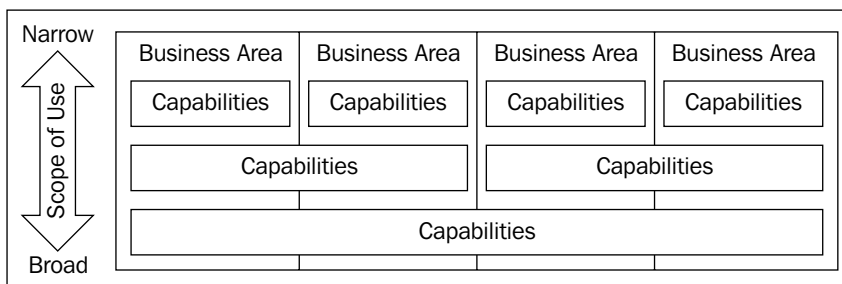 Narrow
Business Area Business Area Business Area Business Area
Capabilities Capabilities Capabilities Capabilities
Scope of Use
Capabilities Capabilities
Capabilities
Broad